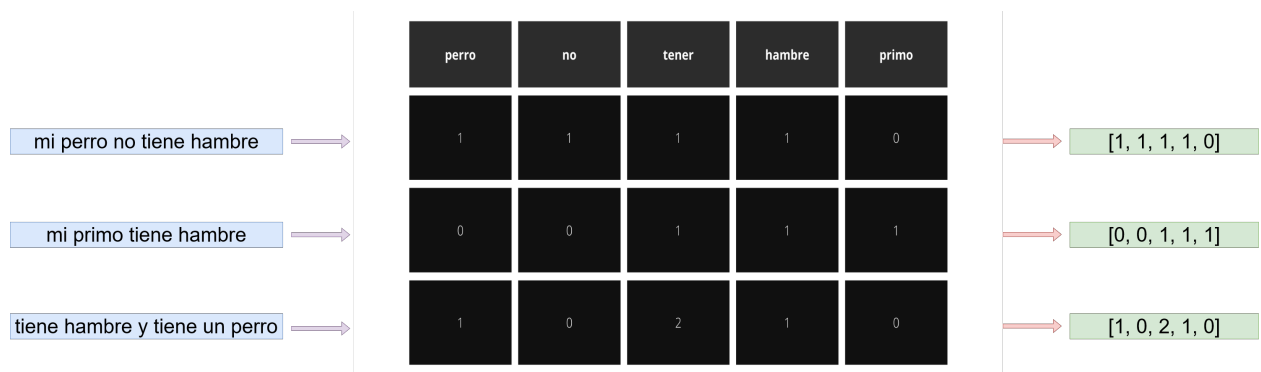 perro no tener hambre primo
mi perro no tiene hambre 1 1 1 1 0 [1, 1, 1, 1, 0]
mi primo tiene hambre 0 0 1 1 1 [0, 0, 1, 1, 1]
tiene hambre y tiene un perro 1 0 2 1 0 [1, 0, 2, 1, 0]